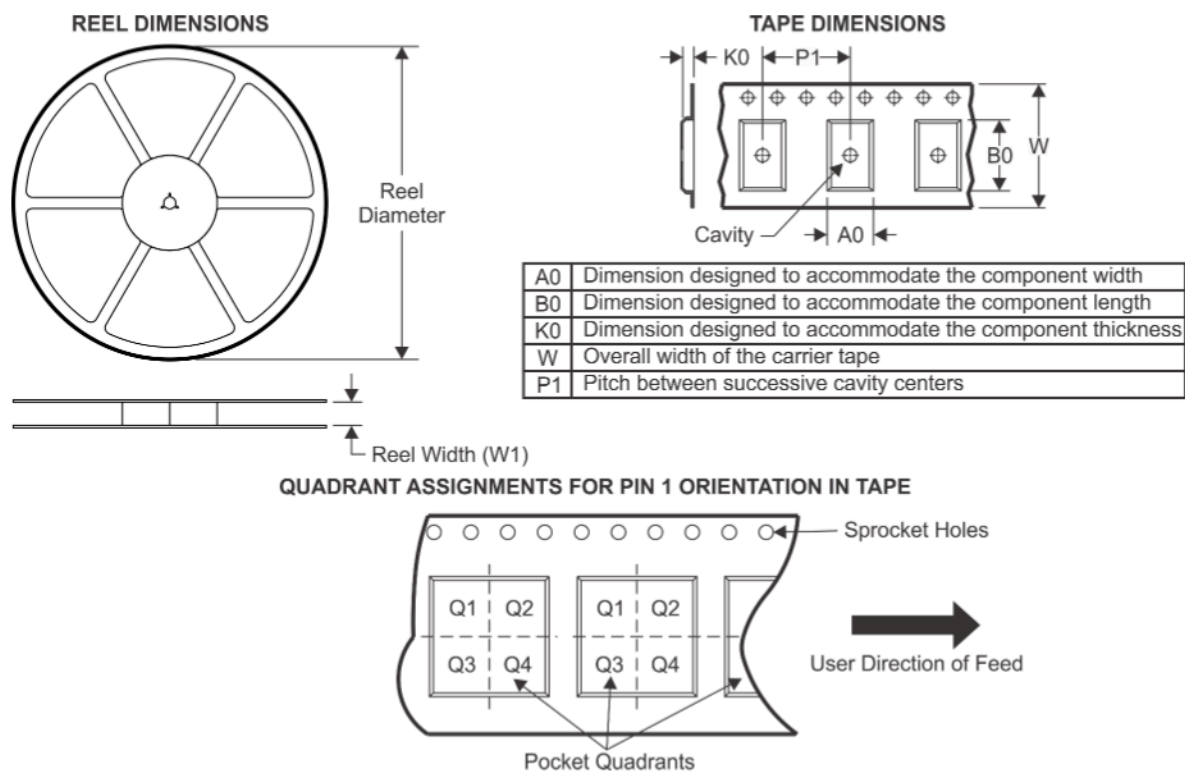 REEL DIMENSIONS
Reel
Diameter
Reel Width (W1)
TAPE DIMENSIONS
K0
P1
B0
W
Cavity
A0
A0 Dimension designed to accommodate the component width
B0 Dimension designed to accommodate the component length
K0 Dimension designed to accommodate the component thickness
W Overall width of the carrier tape
P1 Pitch between successive cavity centers
QUADRANT ASSIGNMENTS FOR PIN 1 ORIENTATION IN TAPE
Sprocket Holes
Q1 Q2 Q1 Q2
Q3 Q4 Q3 Q4
User Direction of Feed
Pocket Quadrants